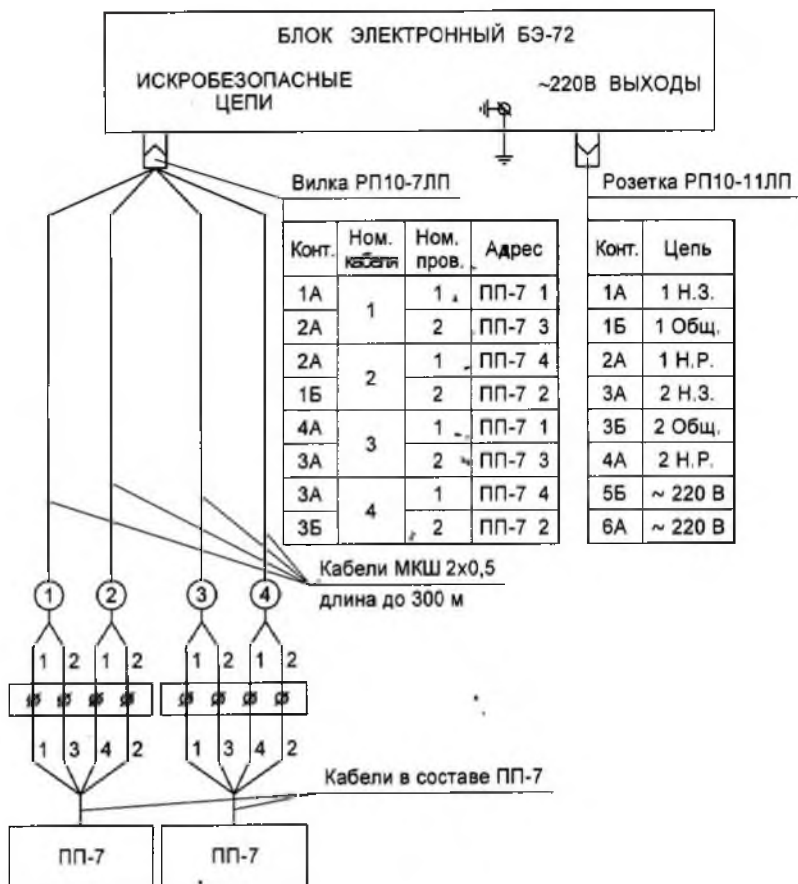 БЛОК ЭЛЕКТРОННЫЙ БЭ-72
ИСКРОБЕЗОПАСНЫЕ ЦЕПИ
~220В ВЫХОДЫ
Вилка РП10-7ЛП
Розетка РП10-11ЛП
Конт. Ном. кабеля Ном. пров. Адрес
1А 1 1 ПП-7 1
2А 2 ПП-7 3
2А 2 1 ПП-7 4
1Б 2 ПП-7 2
4А 3 1 ПП-7 1
3А 2 ПП-7 3
3А 4 1 ПП-7 4
3Б 2 ПП-7 2
Конт. Цепь
1А 1 Н.З.
1Б 1 Общ.
2А 1 Н.Р.
3А 2 Н.З.
3Б 2 Общ.
4А 2 Н.Р.
5Б ~ 220 В
6А ~ 220 В
Кабели МКШ 2х0,5
длина до 300 м
1 2 3 4
1 2 1 2 1 2 1 2
1 3 4 2 1 3 4 2
Кабели в составе ПП-7
ПП-7 ПП-7